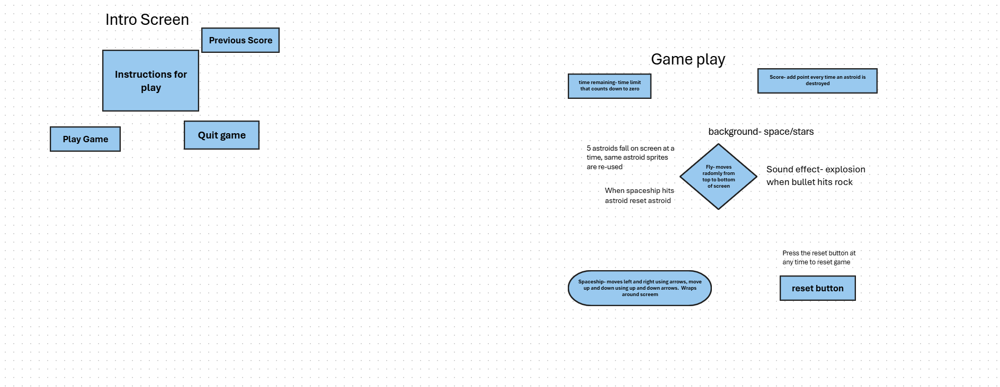 Intro Screen
Previous Score
Instructions for
play
Play Game
Quit game
Game play
time remaining- time limit
that counts down to zero
Score- add point every time an astroid is
destroyed
background- space/stars
5 astroids fall on screen at a
time, same astroid sprites
are re-used
Fly- moves
radomly from
top to bottom
of screen
Sound effect- explosion
when bullet hits rock
When spaceship hits
astroid reset astroid
Press the reset button at
any time to reset game
Spaceship- moves left and right using arrows, move
up and down using up and down arrows. Wraps
around screem
reset button